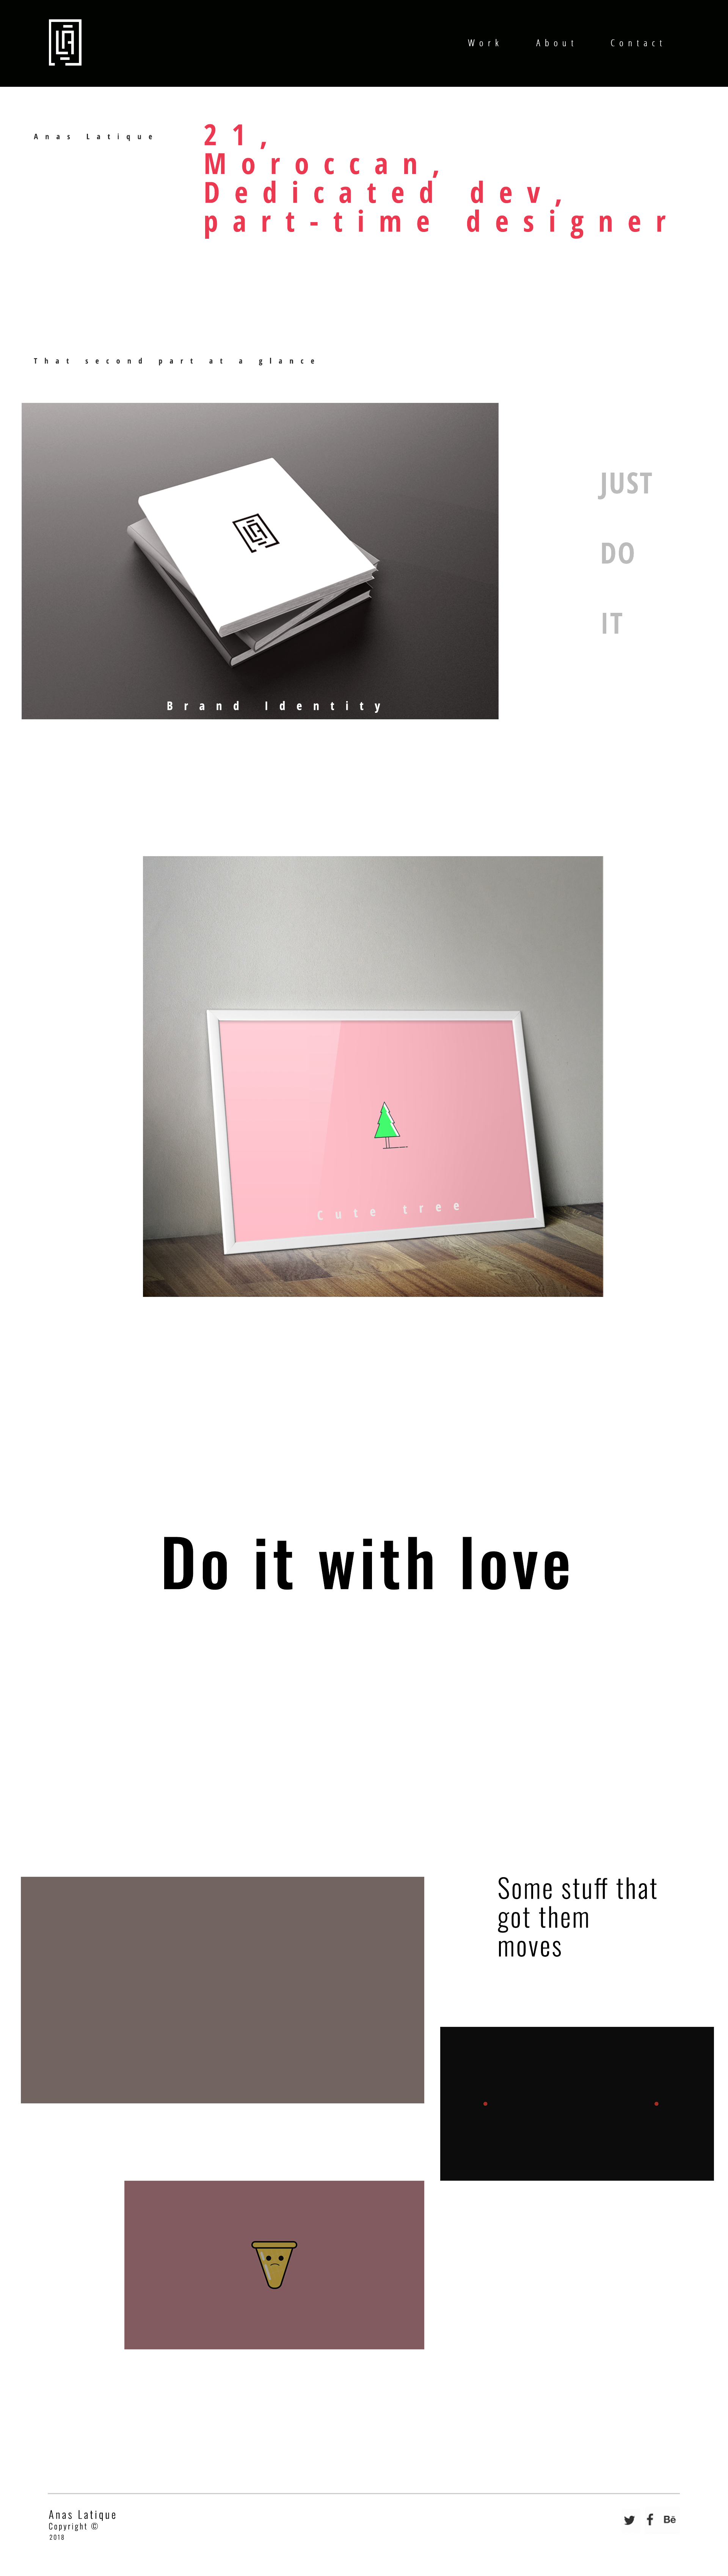 Work About Contact
Anas Latique
21,
Moroccan,
Dedicated dev,
part-time designer
That second part at a glance
JUST
DO
IT
Brand Identity
Cute tree
Do it with love
Some stuff that
got them
moves
Anas Latique
Copyright ©
2018
Bē